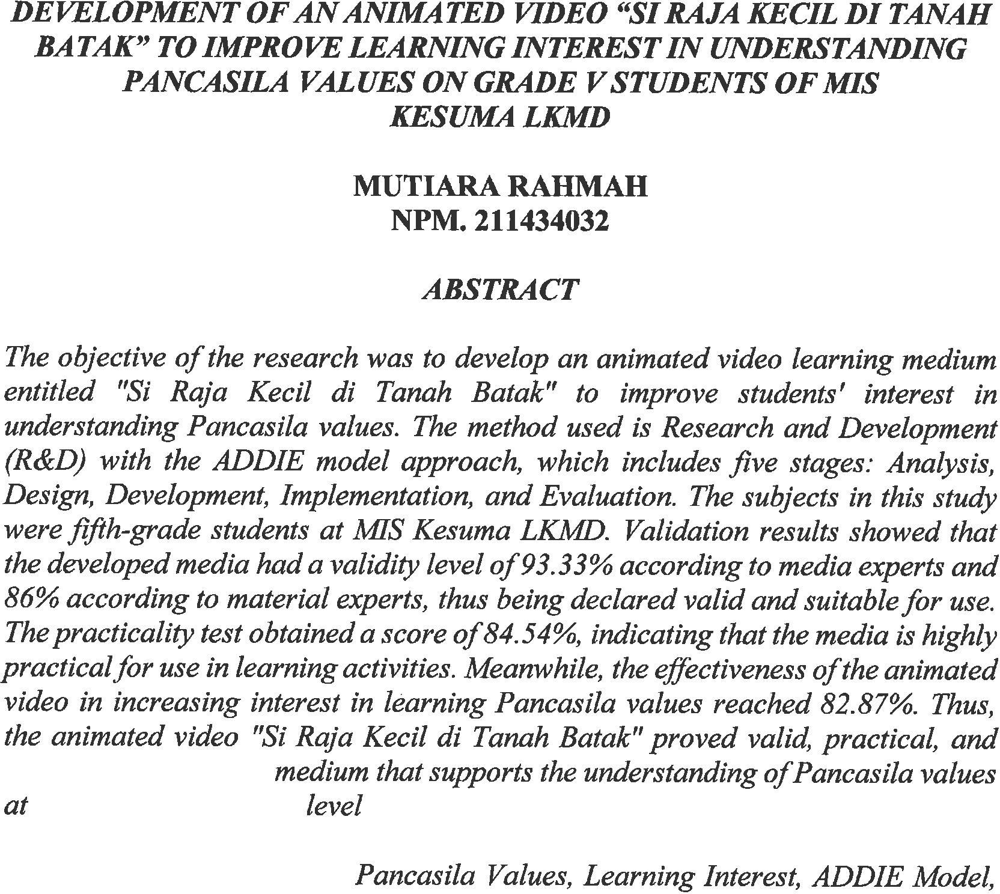 DEVELOPMENT OF AN ANIMATED VIDEO “SI RAJA KECIL DI TANAH
BATAK” TO IMPROVE LEARNING INTEREST IN UNDERSTANDING
PANCASILA VALUES ON GRADE V STUDENTS OF MIS
KESUMA LKMD
MUTIARA RAHMAH
NPM. 211434032
ABSTRACT
The objective of the research was to develop an animated video learning medium
entitled "Si Raja Kecil di Tanah Batak" to improve students' interest in
understanding Pancasila values. The method used is Research and Development
(R&D) with the ADDIE model approach, which includes five stages: Analysis,
Design, Development, Implementation, and Evaluation. The subjects in this study
were fifth-grade students at MIS Kesuma LKMD. Validation results showed that
the developed media had a validity level of 93.33% according to media experts and
86% according to material experts, thus being declared valid and suitable for use.
The practicality test obtained a score of 84.54%, indicating that the media is highly
practical for use in learning activities. Meanwhile, the effectiveness of the animated
video in increasing interest in learning Pancasila values reached 82.87%. Thus,
the animated video "Si Raja Kecil di Tanah Batak" proved valid, practical, and
medium that supports the understanding of Pancasila values
at level
Pancasila Values, Learning Interest, ADDIE Model,